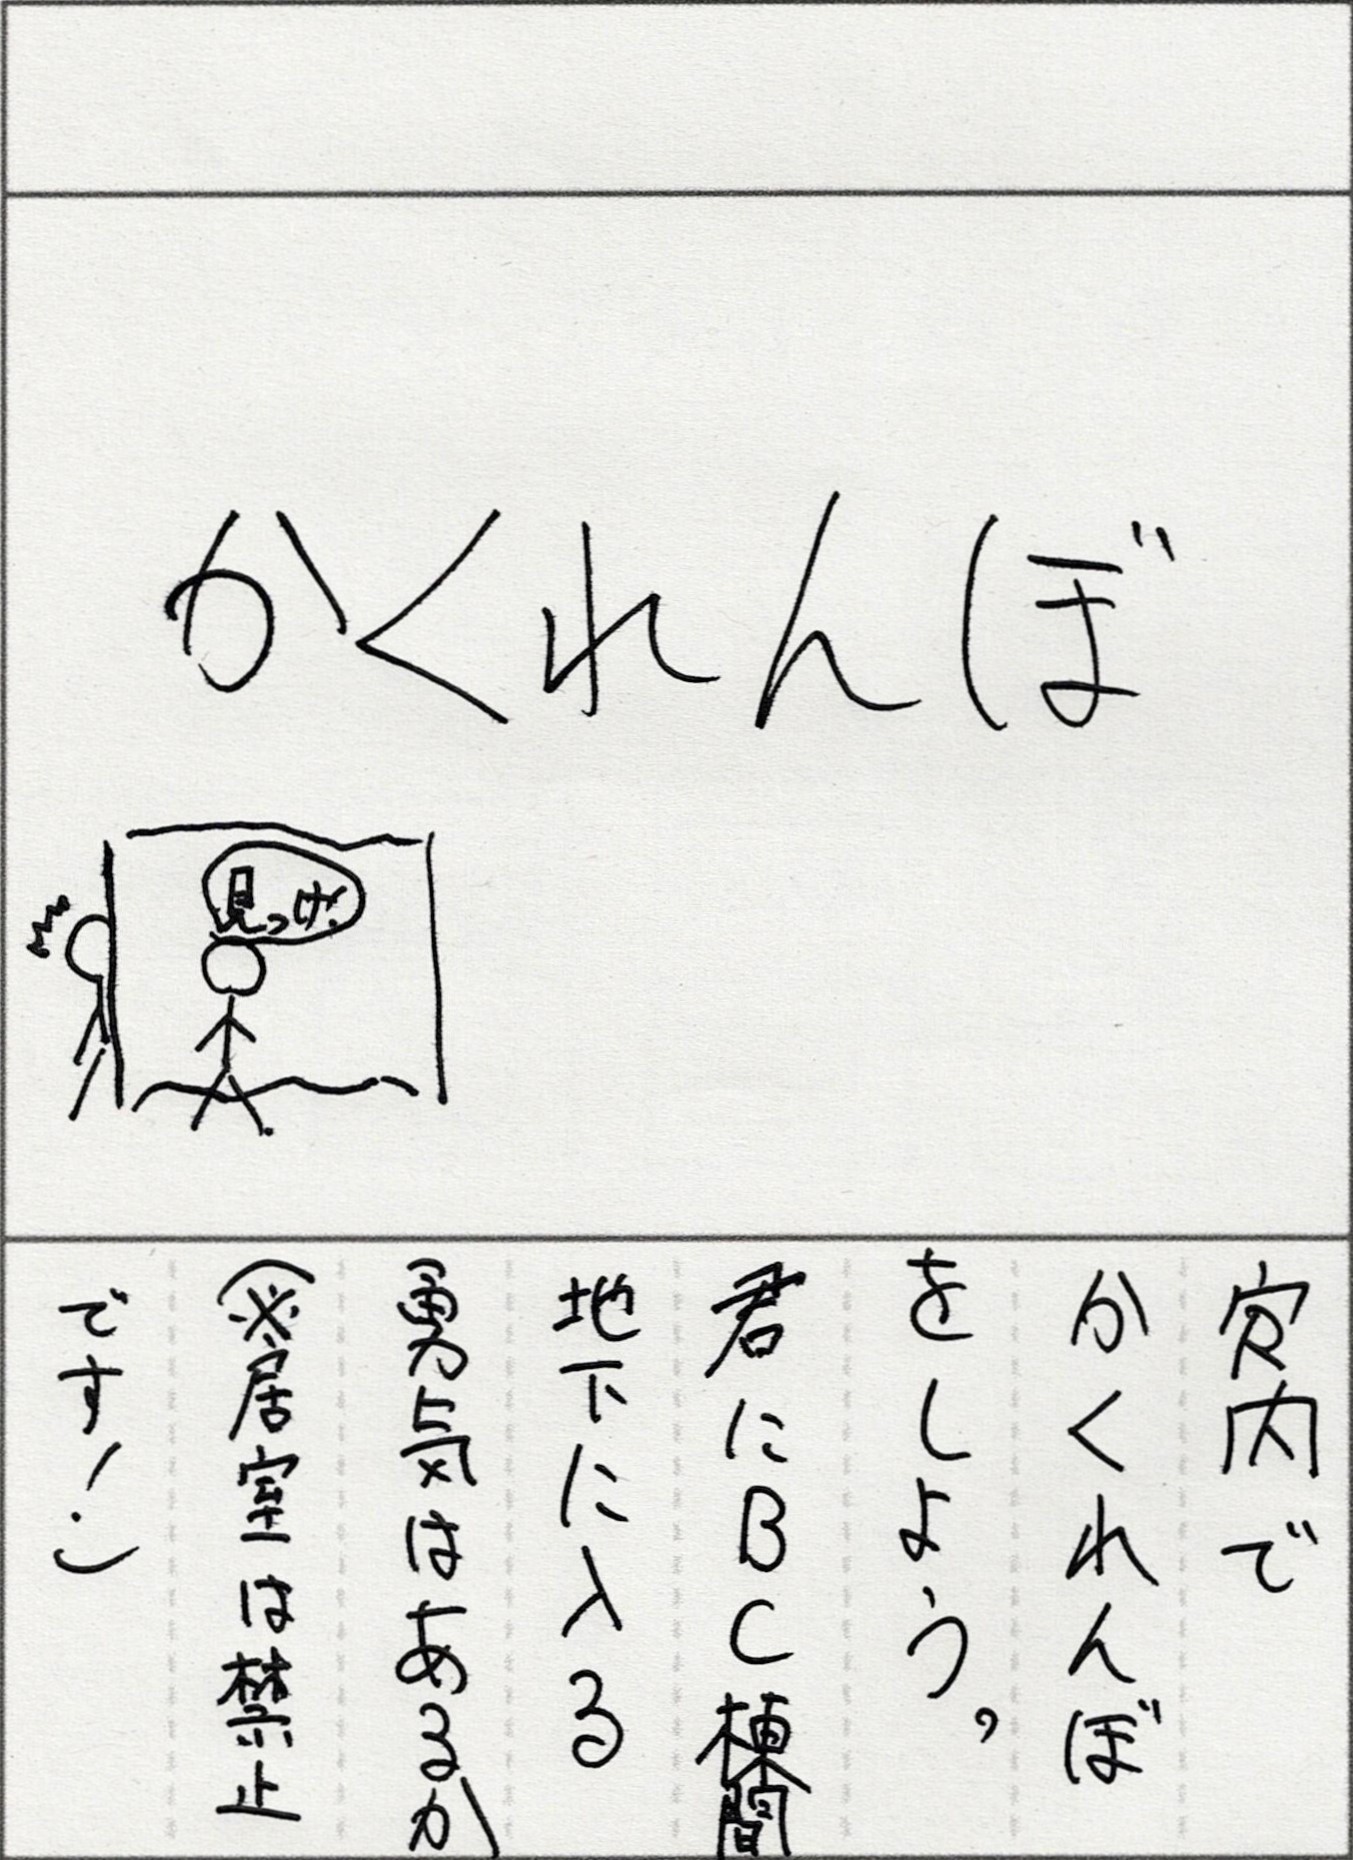 かくれんぼ
見っけ
穴内で
かくれんぼ
をしよう，
君にBC棟間
地下に入る
勇気はあるか
(※居室は禁止
です!)